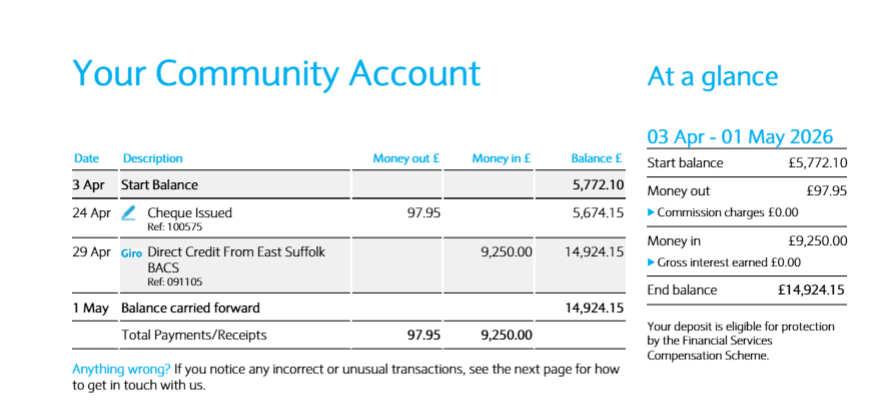 Your Community Account
Date Description Money out £ Money in £ Balance £
3 Apr Start Balance 5,772.10
24 Apr Cheque Issued 97.95 5,674.15
Ref: 100575
29 Apr Giro Direct Credit From East Suffolk 9,250.00 14,924.15
BACS
Ref: 091105
1 May Balance carried forward 14,924.15
Total Payments/Receipts 97.95 9,250.00
Anything wrong? If you notice any incorrect or unusual transactions, see the next page for how
to get in touch with us.
At a glance
03 Apr - 01 May 2026
Start balance £5,772.10
Money out £97.95
Commission charges £0.00
Money in £9,250.00
Gross interest earned £0.00
End balance £14,924.15
Your deposit is eligible for protection
by the Financial Services
Compensation Scheme.